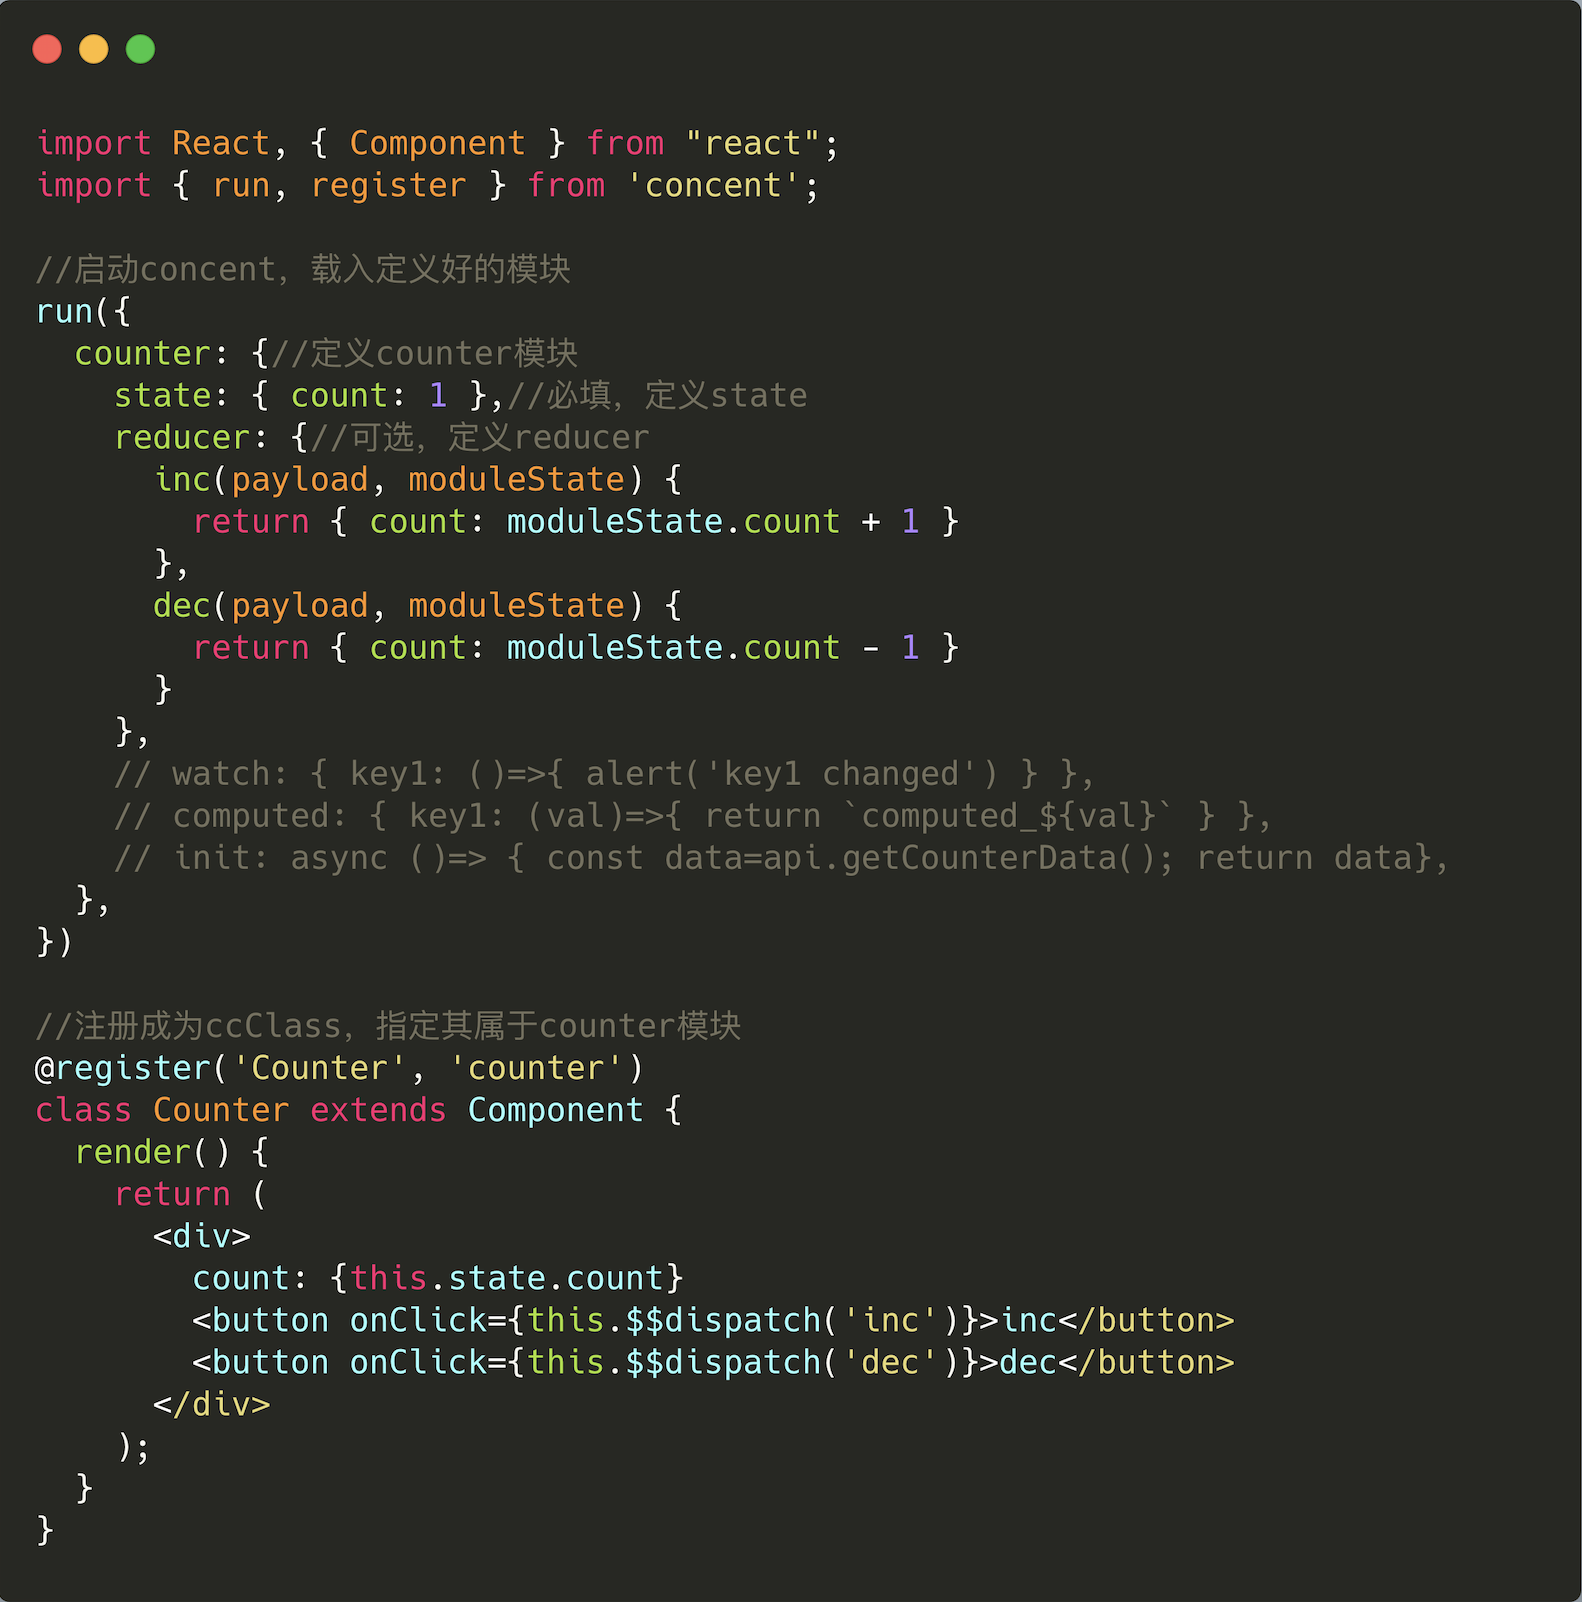 import React, { Component } from "react";
import { run, register } from 'concent';
//启动concent，载入定义好的模块
run({
  counter: {//定义counter模块
    state: { count: 1 },//必填，定义state
    reducer: {//可选，定义reducer
      inc(payload, moduleState) {
        return { count: moduleState.count + 1 }
      },
      dec(payload, moduleState) {
        return { count: moduleState.count - 1 }
      }
    },
    // watch: { key1: ()=>{ alert('key1 changed') } },
    // computed: { key1: (val)=>{ return `computed_${val}` } },
    // init: async ()=> { const data=api.getCounterData(); return data},
  },
})
//注册成为ccClass，指定其属于counter模块
@register('Counter', 'counter')
class Counter extends Component {
  render() {
    return (
      <div>
        count: {this.state.count}
        <button onClick={this.$$dispatch('inc')}>inc</button>
        <button onClick={this.$$dispatch('dec')}>dec</button>
      </div>
    );
  }
}